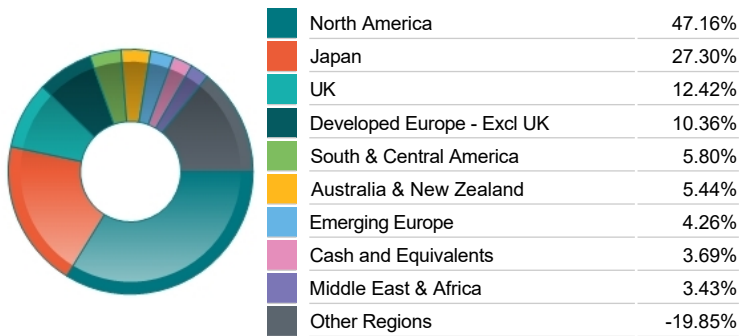 North America 47.16%
Japan 27.30%
UK 12.42%
Developed Europe - Excl UK 10.36%
South & Central America 5.80%
Australia & New Zealand 5.44%
Emerging Europe 4.26%
Cash and Equivalents 3.69%
Middle East & Africa 3.43%
Other Regions -19.85%